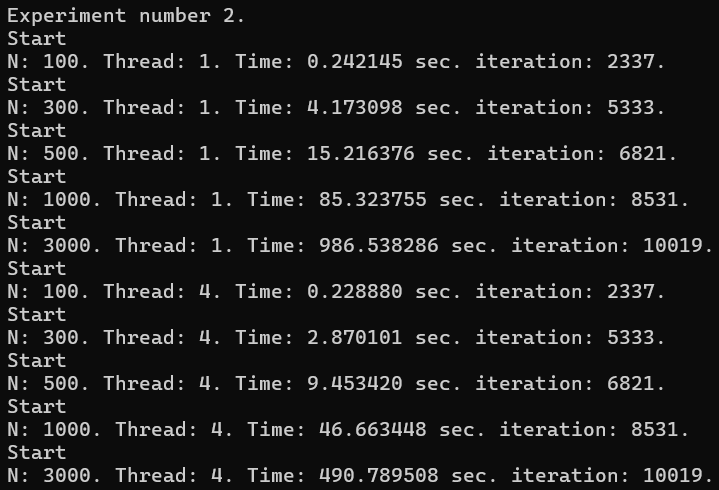 Experiment number 2.
Start
N: 100. Thread: 1. Time: 0.242145 sec. iteration: 2337.
Start
N: 300. Thread: 1. Time: 4.173098 sec. iteration: 5333.
Start
N: 500. Thread: 1. Time: 15.216376 sec. iteration: 6821.
Start
N: 1000. Thread: 1. Time: 85.323755 sec. iteration: 8531.
Start
N: 3000. Thread: 1. Time: 986.538286 sec. iteration: 10019.
Start
N: 100. Thread: 4. Time: 0.228880 sec. iteration: 2337.
Start
N: 300. Thread: 4. Time: 2.870101 sec. iteration: 5333.
Start
N: 500. Thread: 4. Time: 9.453420 sec. iteration: 6821.
Start
N: 1000. Thread: 4. Time: 46.663448 sec. iteration: 8531.
Start
N: 3000. Thread: 4. Time: 490.789508 sec. iteration: 10019.